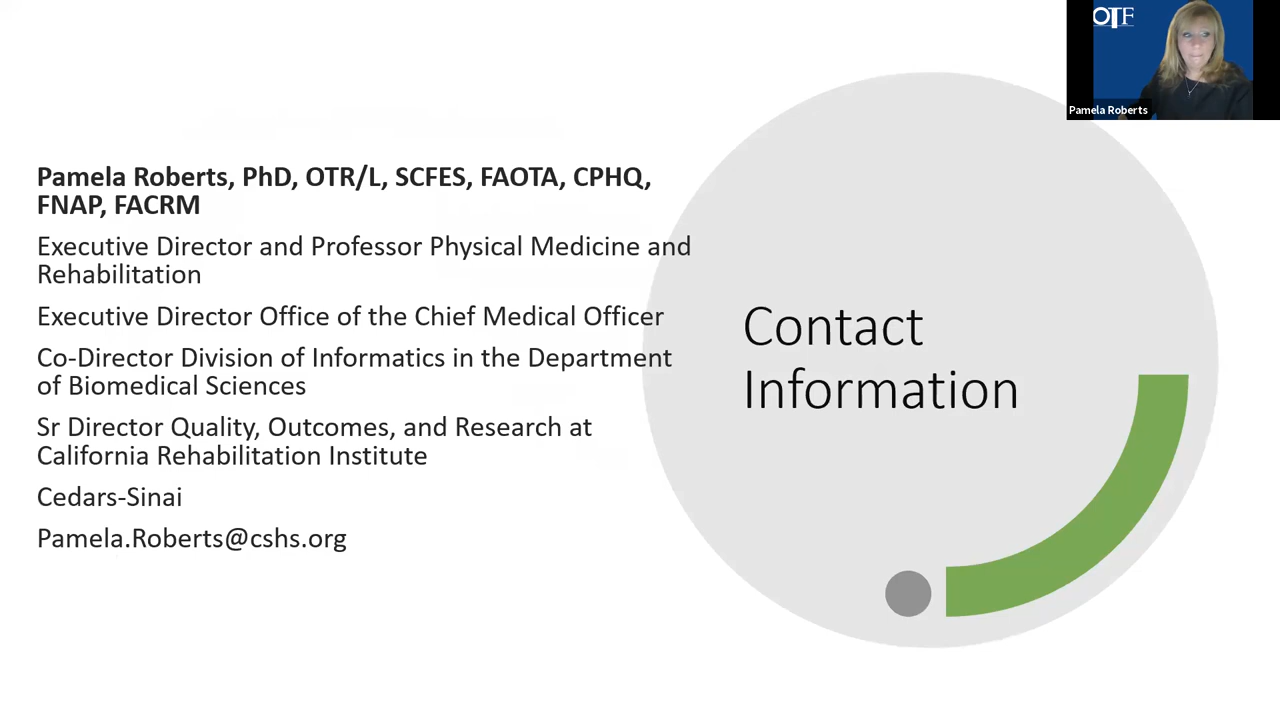 OTF
Pamela Roberts
Pamela Roberts, PhD, OTR/L, SCFES, FAOTA, CPHQ,
FNAP, FACRM
Executive Director and Professor Physical Medicine and
Rehabilitation
Executive Director Office of the Chief Medical Officer
Co-Director Division of Informatics in the Department
of Biomedical Sciences
Sr Director Quality, Outcomes, and Research at
California Rehabilitation Institute
Cedars-Sinai
Pamela.Roberts@cshs.org
Contact
Information